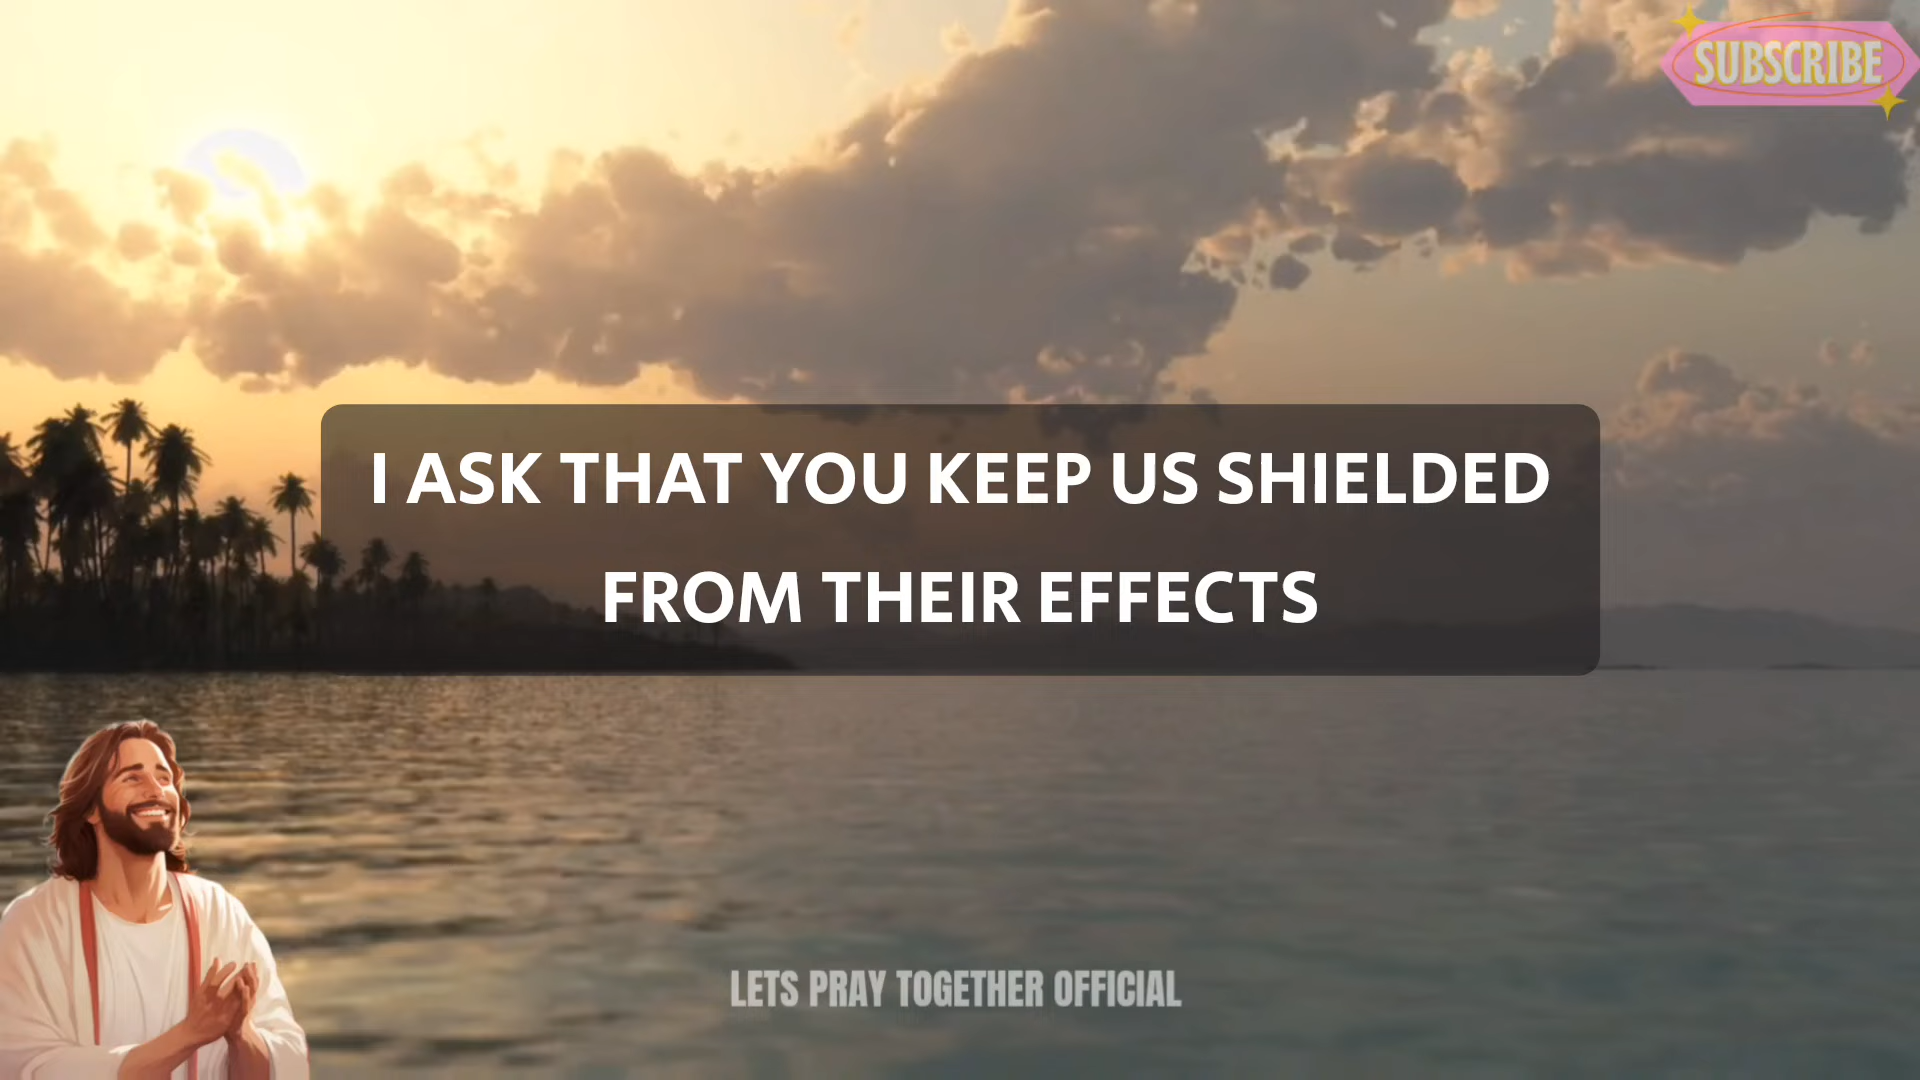 SUBSCRIBE
I ASK THAT YOU KEEP US SHIELDED
FROM THEIR EFFECTS
LETS PRAY TOGETHER OFFICIAL